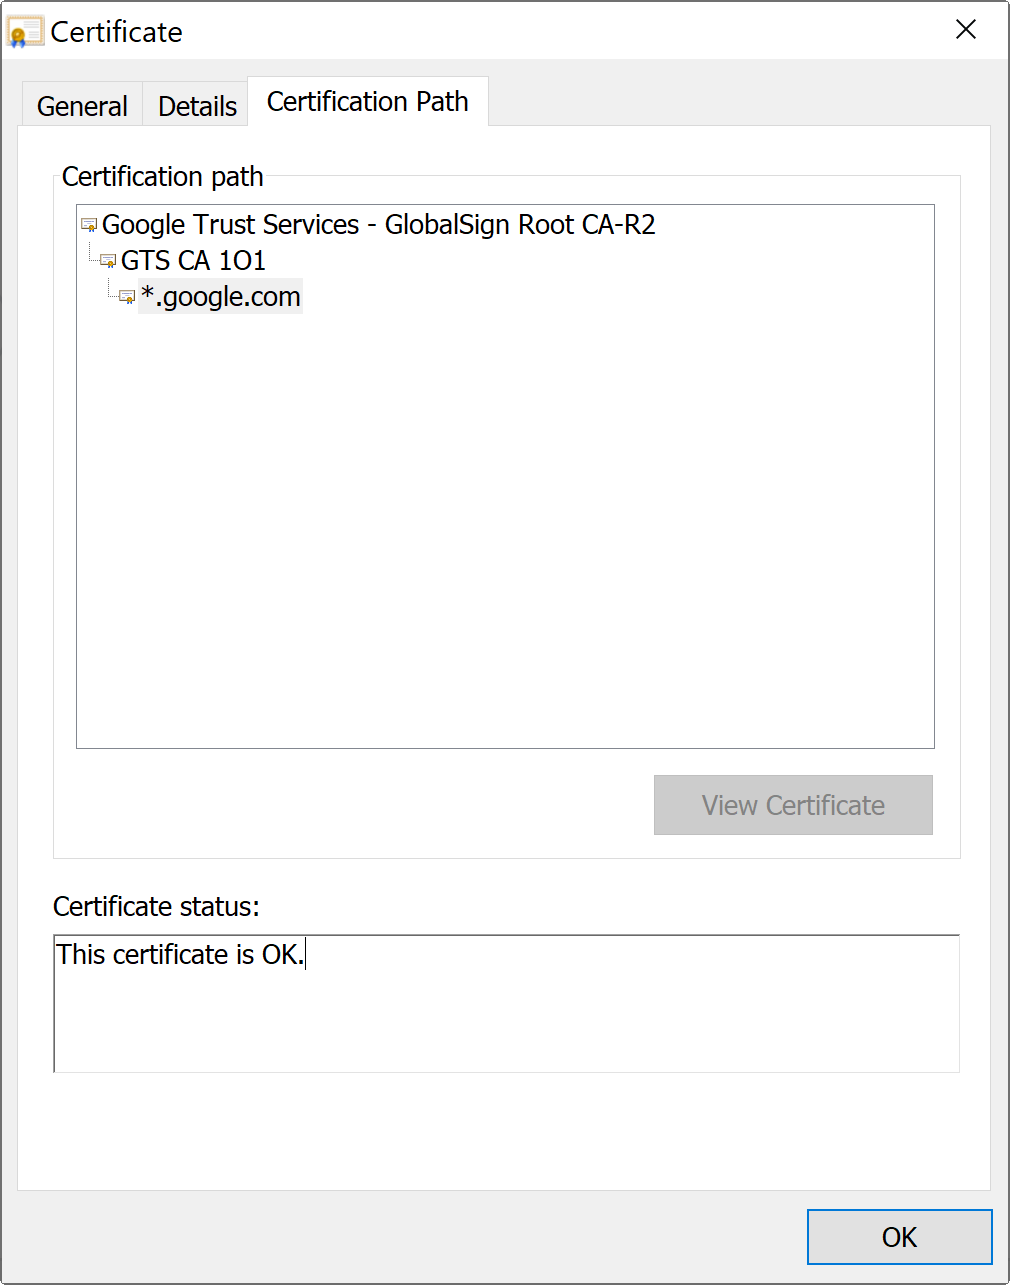 Certificate
General
Details
Certification Path
Certification path
Google Trust Services - GlobalSign Root CA-R2
GTS CA 1O1
*.google.com
View Certificate
Certificate status:
This certificate is OK.
OK